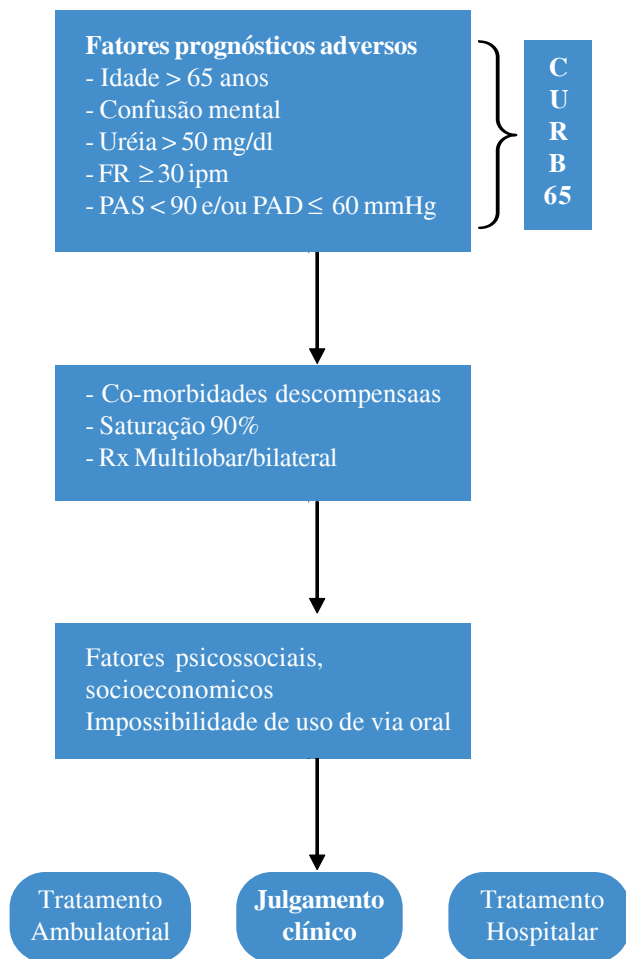 Fatores prognósticos adversos
- Idade > 65 anos
- Confusão mental
- Uréia > 50 mg/dl
- FR ≥ 30 ipm
- PAS < 90 e/ou PAD ≤ 60 mmHg
C
U
R
B
65
- Co-morbidades descompensaas
- Saturação 90%
- Rx Multilobar/bilateral
Fatores psicossociais,
socioeconomicos
Impossibilidade de uso de via oral
Tratamento
Ambulatorial
Julgamento
clínico
Tratamento
Hospitalar